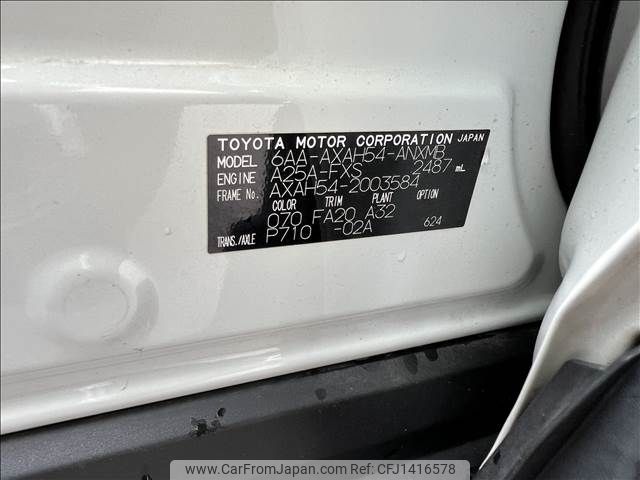 TOYOTA MOTOR CORPORATION JAPAN
MODEL 6AA-AXAH54-ANXMB
ENGINE A25A-FXS 2487 mL
FRAME No. AXAH54-2003584
COLOR TRIM PLANT OPTION
070 FA20 A32
TRANS./AXLE P710 -02A 624
www.CarFromJapan.com CFJ1416578